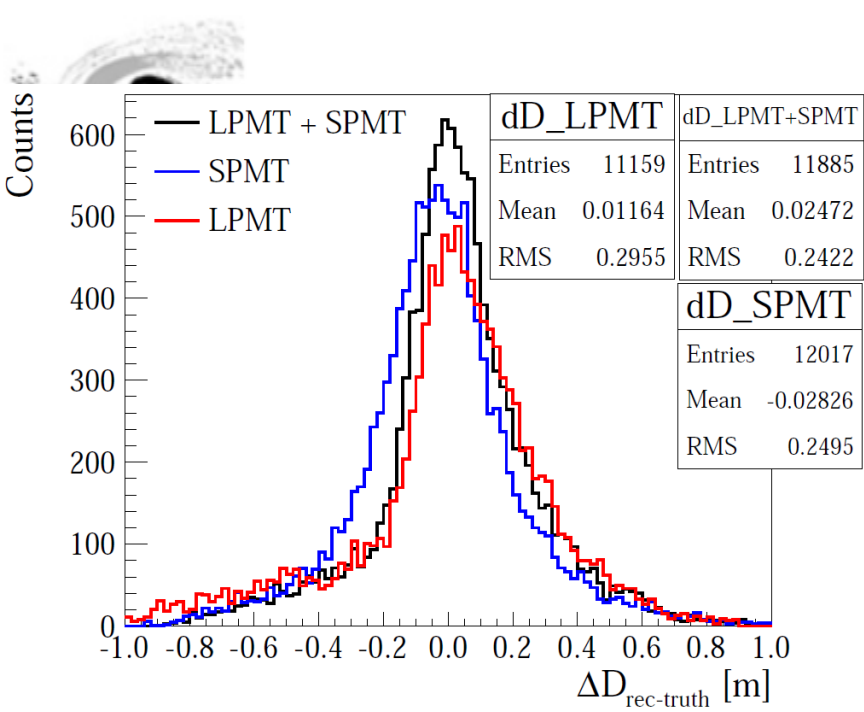 Counts
LPMT + SPMT
SPMT
LPMT
dD_LPMT
Entries 11159
Mean 0.01164
RMS 0.2955
dD_LPMT+SPMT
Entries 11885
Mean 0.02472
RMS 0.2422
dD_SPMT
Entries 12017
Mean -0.02826
RMS 0.2495
600
500
400
300
200
100
0
-1.0 -0.8 -0.6 -0.4 -0.2 0.0 0.2 0.4 0.6 0.8 1.0
ΔD_rec-truth [m]